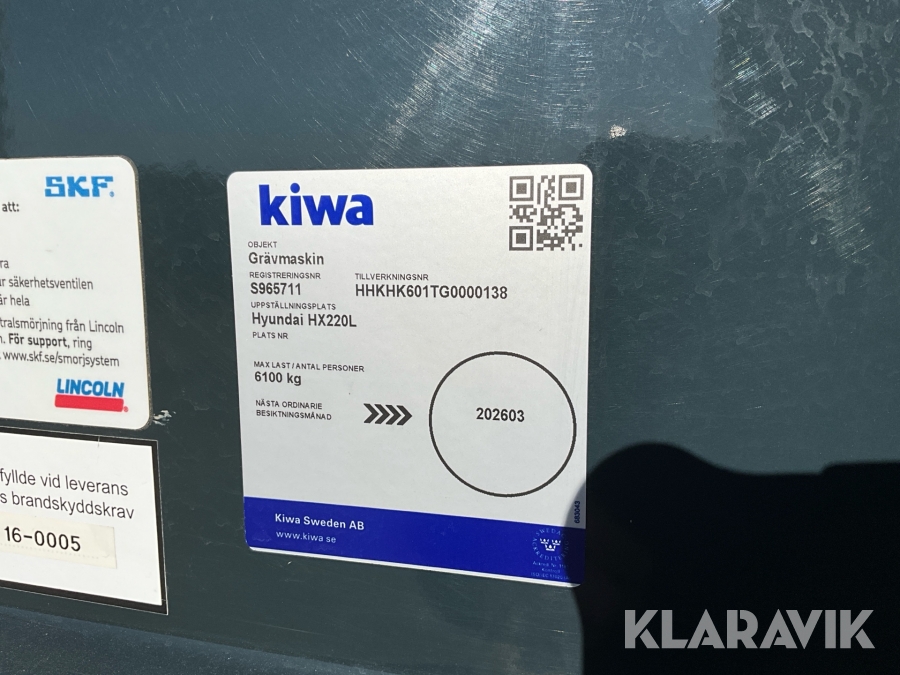 SKF.
att:
ra
r säkerhetsventilen
är hela
tralsmörjning från Lincoln
n. För support, ring
www.skf.se/smorjsystem
LINCOLN
fyllde vid leverans
s brandskyddskrav
16-0005
kiwa
OBJEKT
Grävmaskin
REGISTRERINGSNR TILLVERKNINGSNR
S965711 HHKHK601TG0000138
UPPSTÄLLNINGSPLATS
Hyundai HX220L
PLATS NR
MAX LAST / ANTAL PERSONER
6100 kg
NÄSTA ORDINARIE
BESIKTNINGSMÅNAD
202603
683042
Kiwa Sweden AB
www.kiwa.se
KLARAVIK